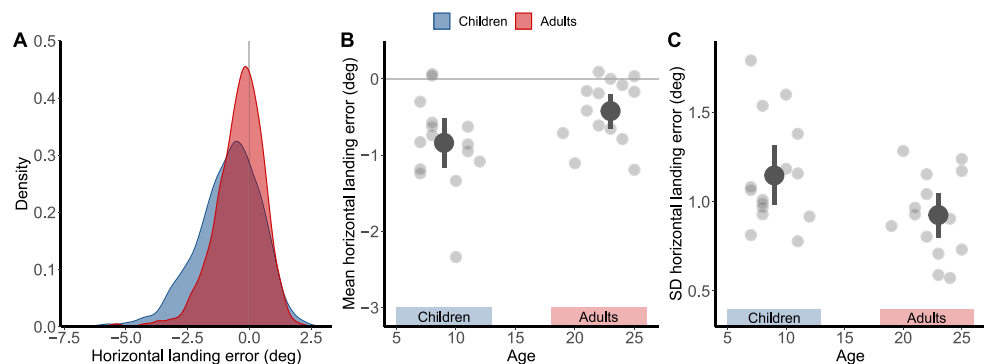 Children Adults
A
0.5
0.4
0.3
0.2
0.1
0.0
Density
−7.5 −5.0 −2.5 0.0 2.5
Horizontal landing error (deg)
B
0
−1
−2
−3
Mean horizontal landing error (deg)
Children Adults
5 10 15 20 25
Age
C
1.5
1.0
0.5
SD horizontal landing error (deg)
Children Adults
5 10 15 20 25
Age